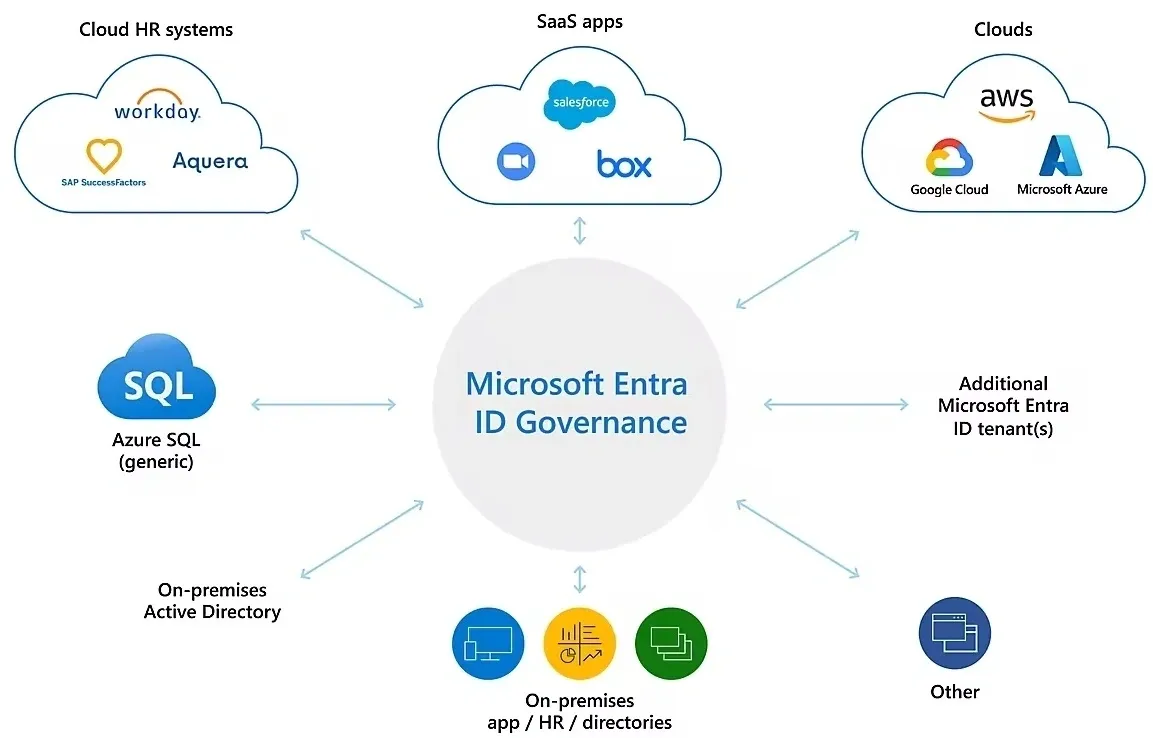 Cloud HR systems
SaaS apps
Clouds
workday.
SAP SuccessFactors
Aquera
salesforce
box
aws
Google Cloud
Microsoft Azure
Microsoft Entra
ID Governance
SQL
Azure SQL
(generic)
Additional
Microsoft Entra
ID tenant(s)
On-premises
Active Directory
On-premises
app / HR / directories
Other